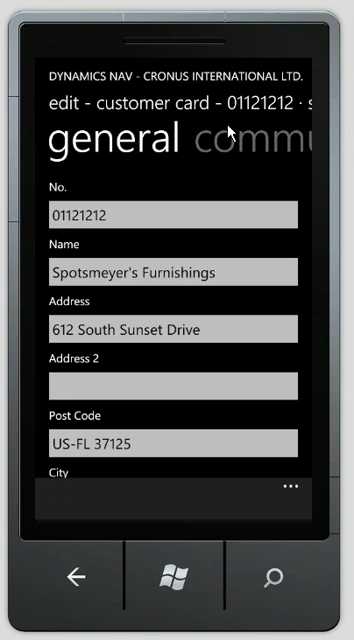 DYNAMICS NAV - CRONUS INTERNATIONAL LTD.
edit - customer card - 01121212 · s
general commu
No.
01121212
Name
Spotsmeyer's Furnishings
Address
612 South Sunset Drive
Address 2
Post Code
US-FL 37125
City